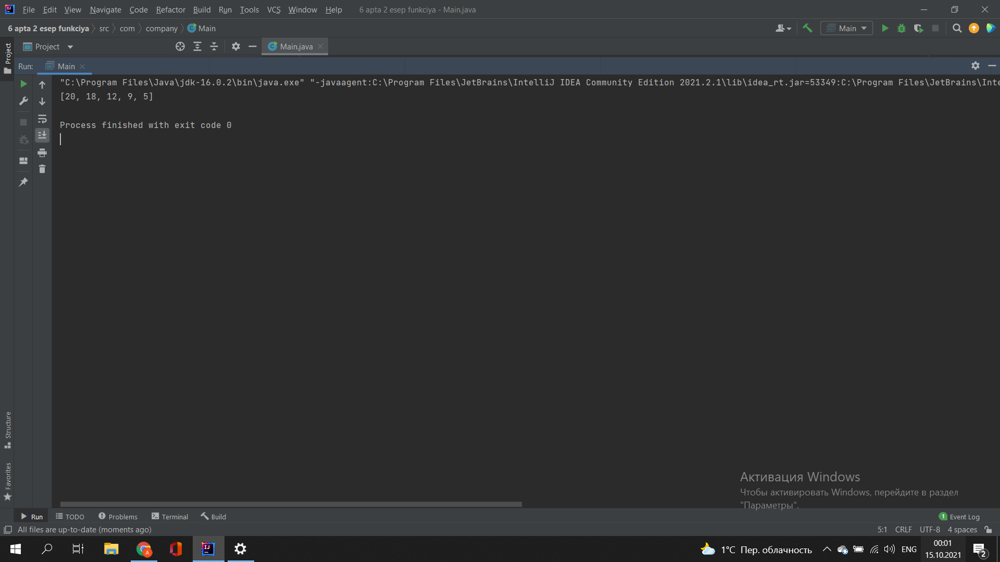 File Edit View Navigate Code Refactor Build Run Tools VCS Window Help 6 apta 2 esep funkciya - Main.java
6 apta 2 esep funkciya src com company Main
Main
Project
Project
Main.java
Run: Main
"C:\Program Files\Java\jdk-16.0.2\bin\java.exe" "-javaagent:C:\Program Files\JetBrains\IntelliJ IDEA Community Edition 2021.2.1\lib\idea_rt.jar=53349:C:\Program Files\JetBrains\Inte
[20, 18, 12, 9, 5]
Process finished with exit code 0
Structure
Favorites
Активация Windows
Чтобы активировать Windows, перейдите в раздел
"Параметры".
Run TODO Problems Terminal Build 1 Event Log
All files are up-to-date (moments ago) 5:1 CRLF UTF-8 4 spaces
1°C Пер. облачность ENG 00:01
15.10.2021 2